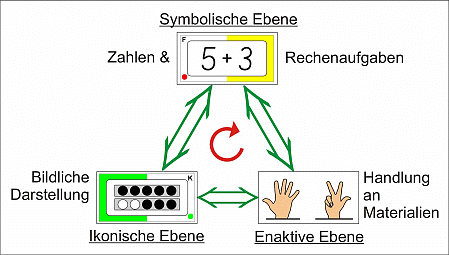 Symbolische Ebene
Zahlen &
F
5 + 3
Rechenaufgaben
Bildliche
Darstellung
K
Handlung
an
Materialien
Ikonische Ebene
Enaktive Ebene